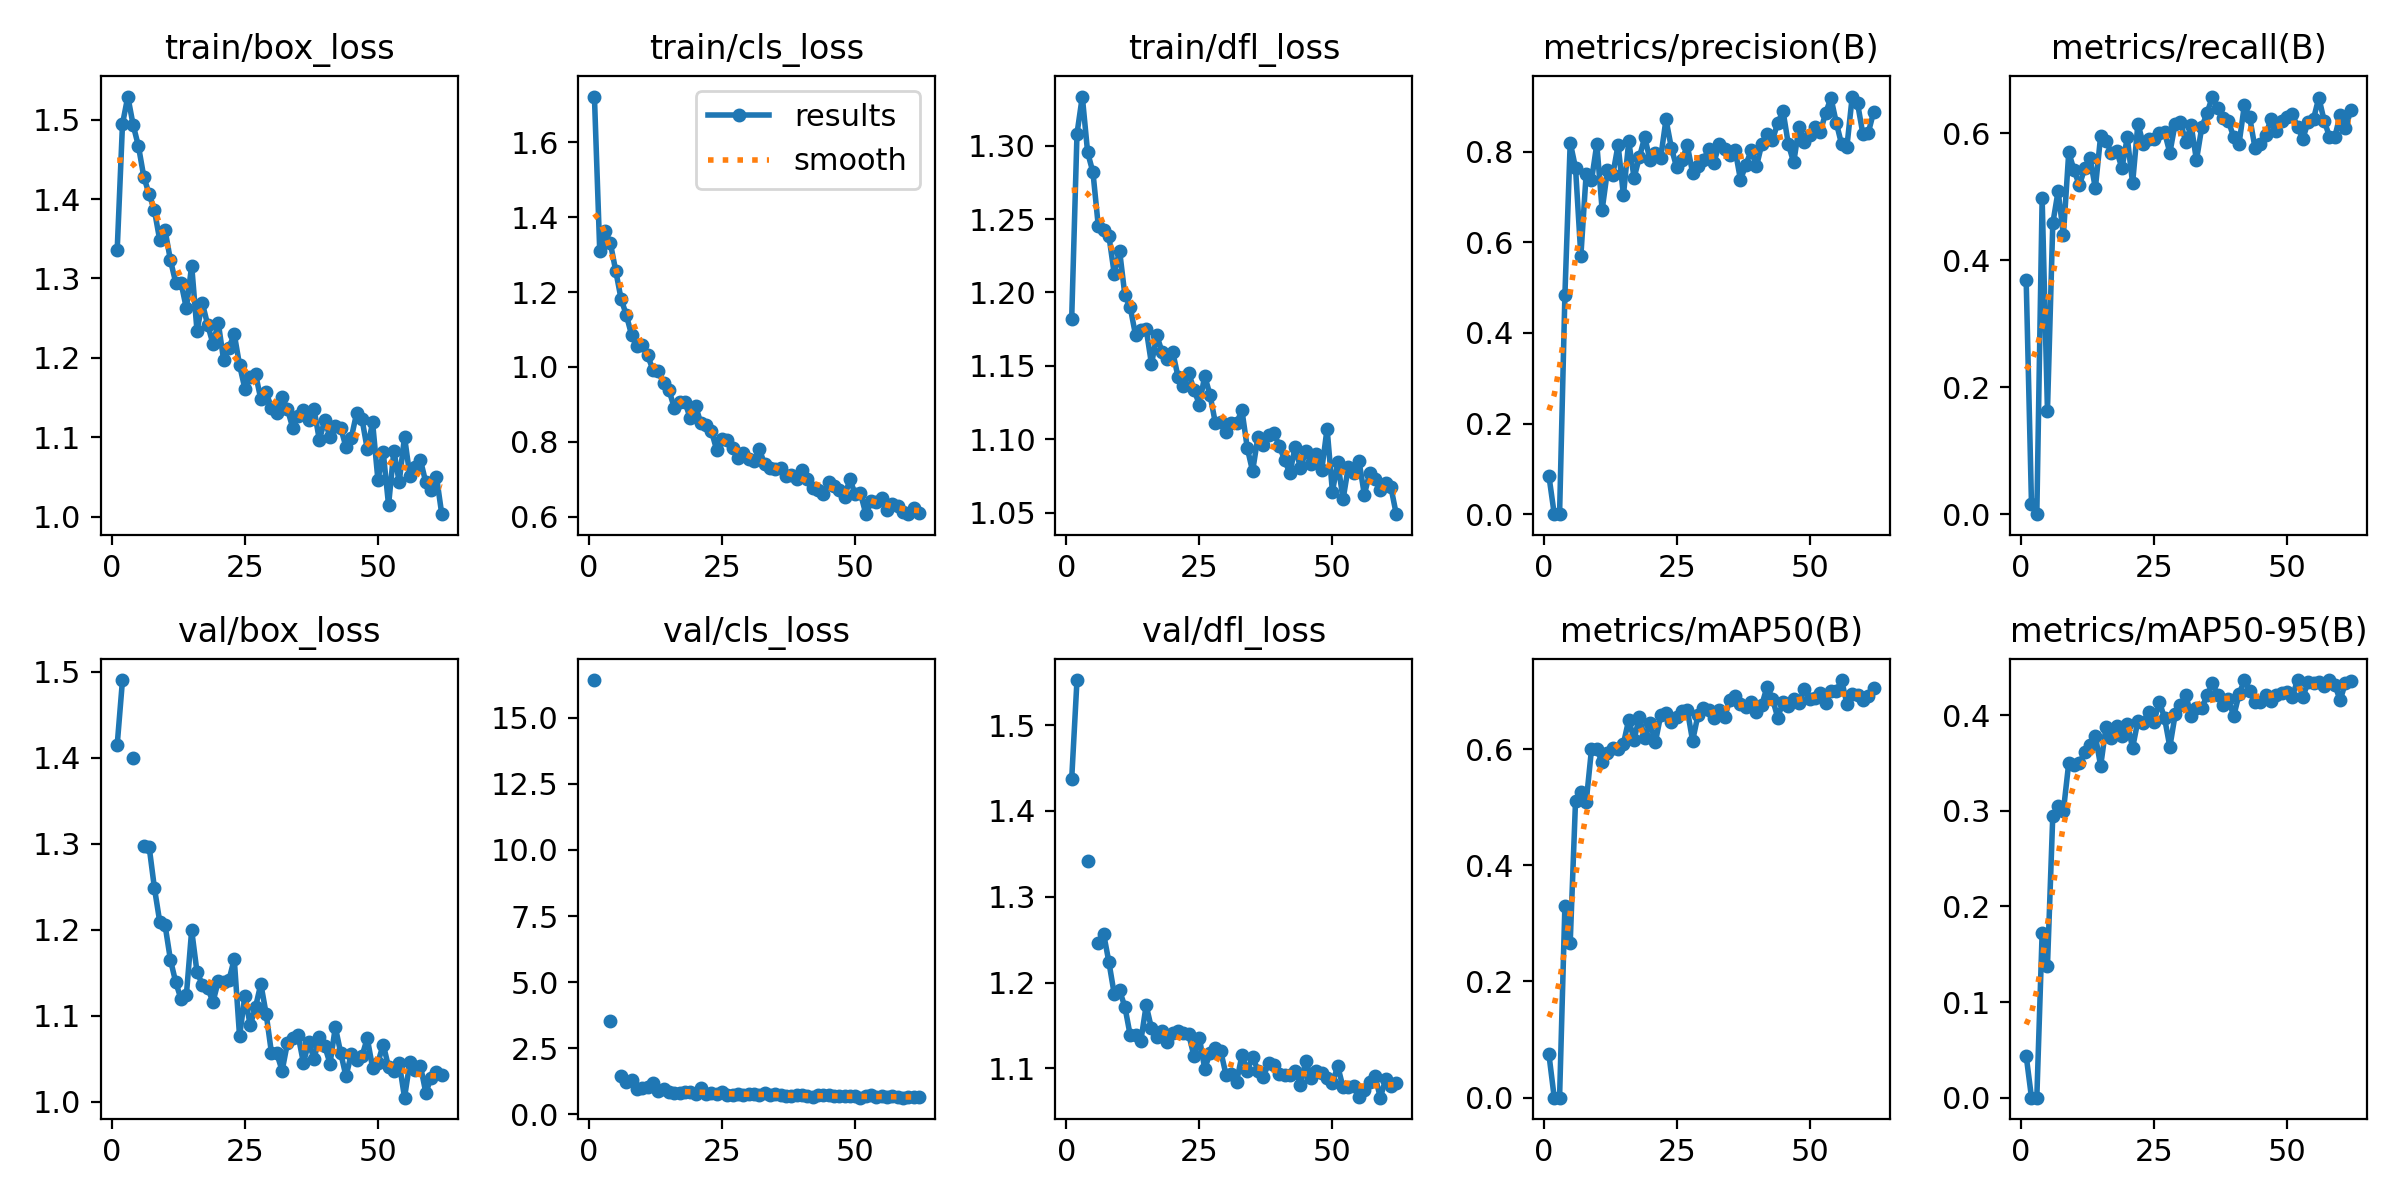 train/box_loss
train/cls_loss
train/dfl_loss
metrics/precision(B)
metrics/recall(B)
results
smooth
1.5
1.4
1.3
1.2
1.1
1.0
0 25 50
1.6
1.4
1.2
1.0
0.8
0.6
0 25 50
1.30
1.25
1.20
1.15
1.10
1.05
0 25 50
0.8
0.6
0.4
0.2
0.0
0 25 50
0.6
0.4
0.2
0.0
0 25 50
val/box_loss
val/cls_loss
val/dfl_loss
metrics/mAP50(B)
metrics/mAP50-95(B)
1.5
1.4
1.3
1.2
1.1
1.0
0 25 50
15.0
12.5
10.0
7.5
5.0
2.5
0.0
0 25 50
1.5
1.4
1.3
1.2
1.1
0 25 50
0.6
0.4
0.2
0.0
0 25 50
0.4
0.3
0.2
0.1
0.0
0 25 50